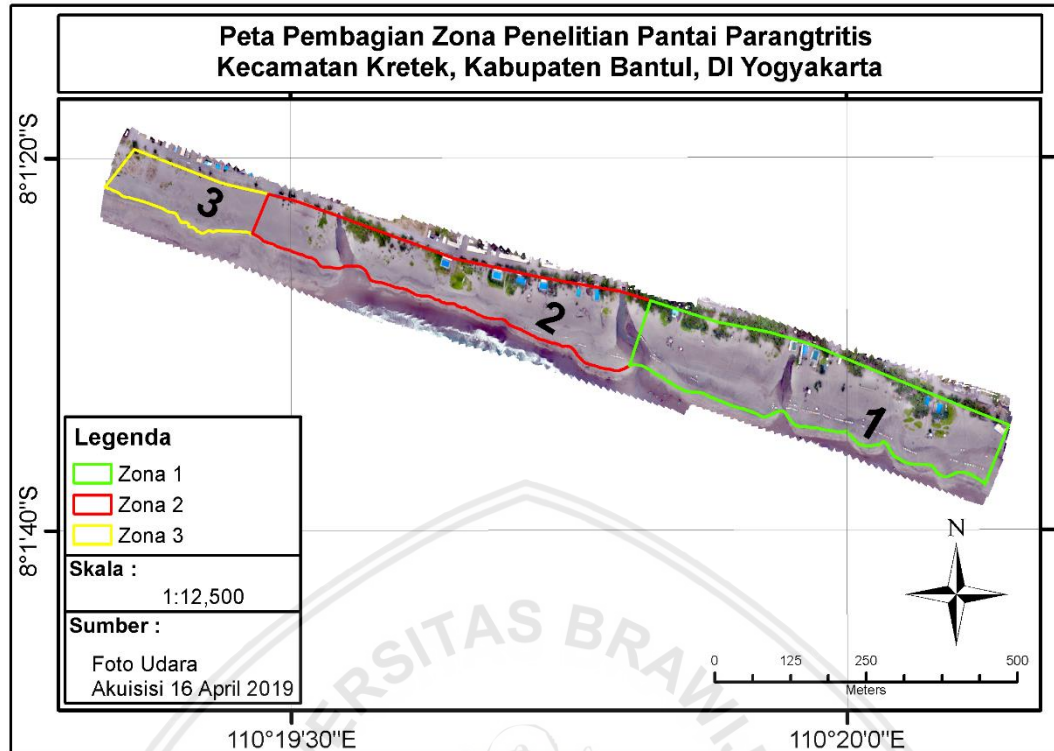 Peta Pembagian Zona Penelitian Pantai Parangtritis
Kecamatan Kretek, Kabupaten Bantul, DI Yogyakarta
8°1'20"S
8°1'40"S
3
2
1
Legenda
Zona 1
Zona 2
Zona 3
Skala :
1:12,500
Sumber :
Foto Udara
Akuisisi 16 April 2019
N
0 125 250 500
Meters
110°19'30"E 110°20'0"E
ERSITAS BRAWIJ